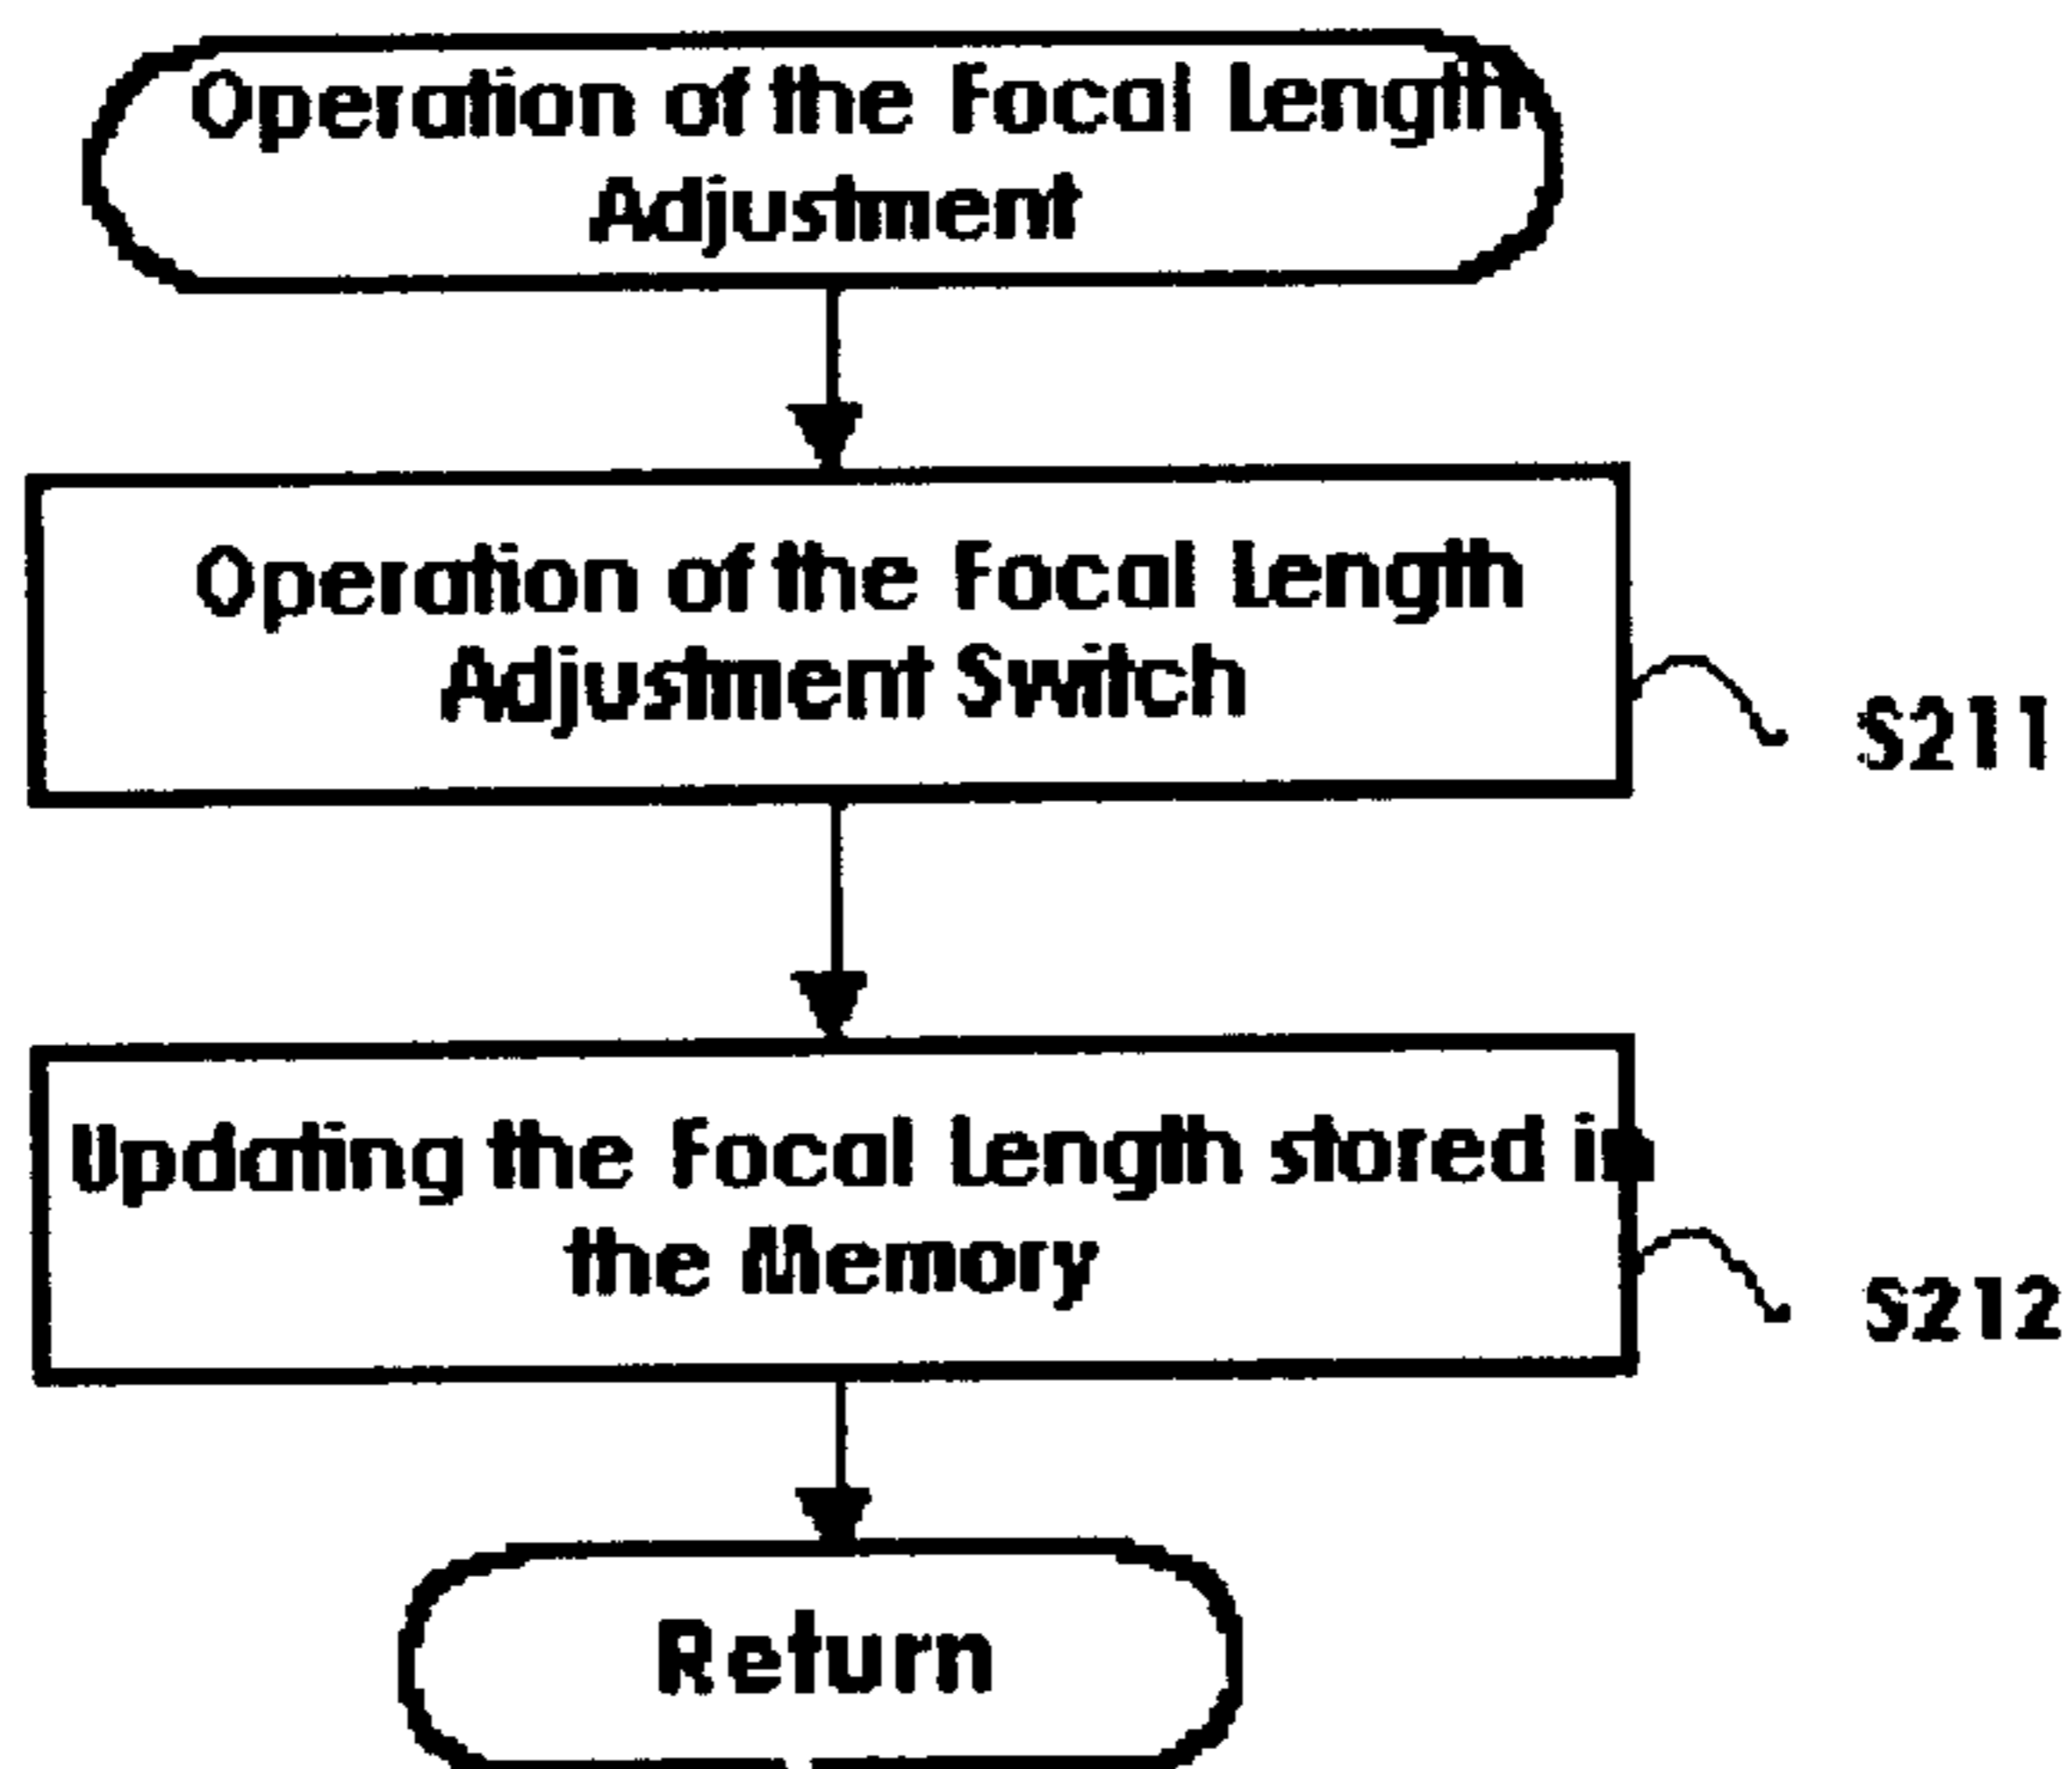 Operation of the Focal Length
Adjustment
Operation of the Focal Length
Adjustment Switch
S211
Updating the Focal Length stored in
the Memory
S212
Return